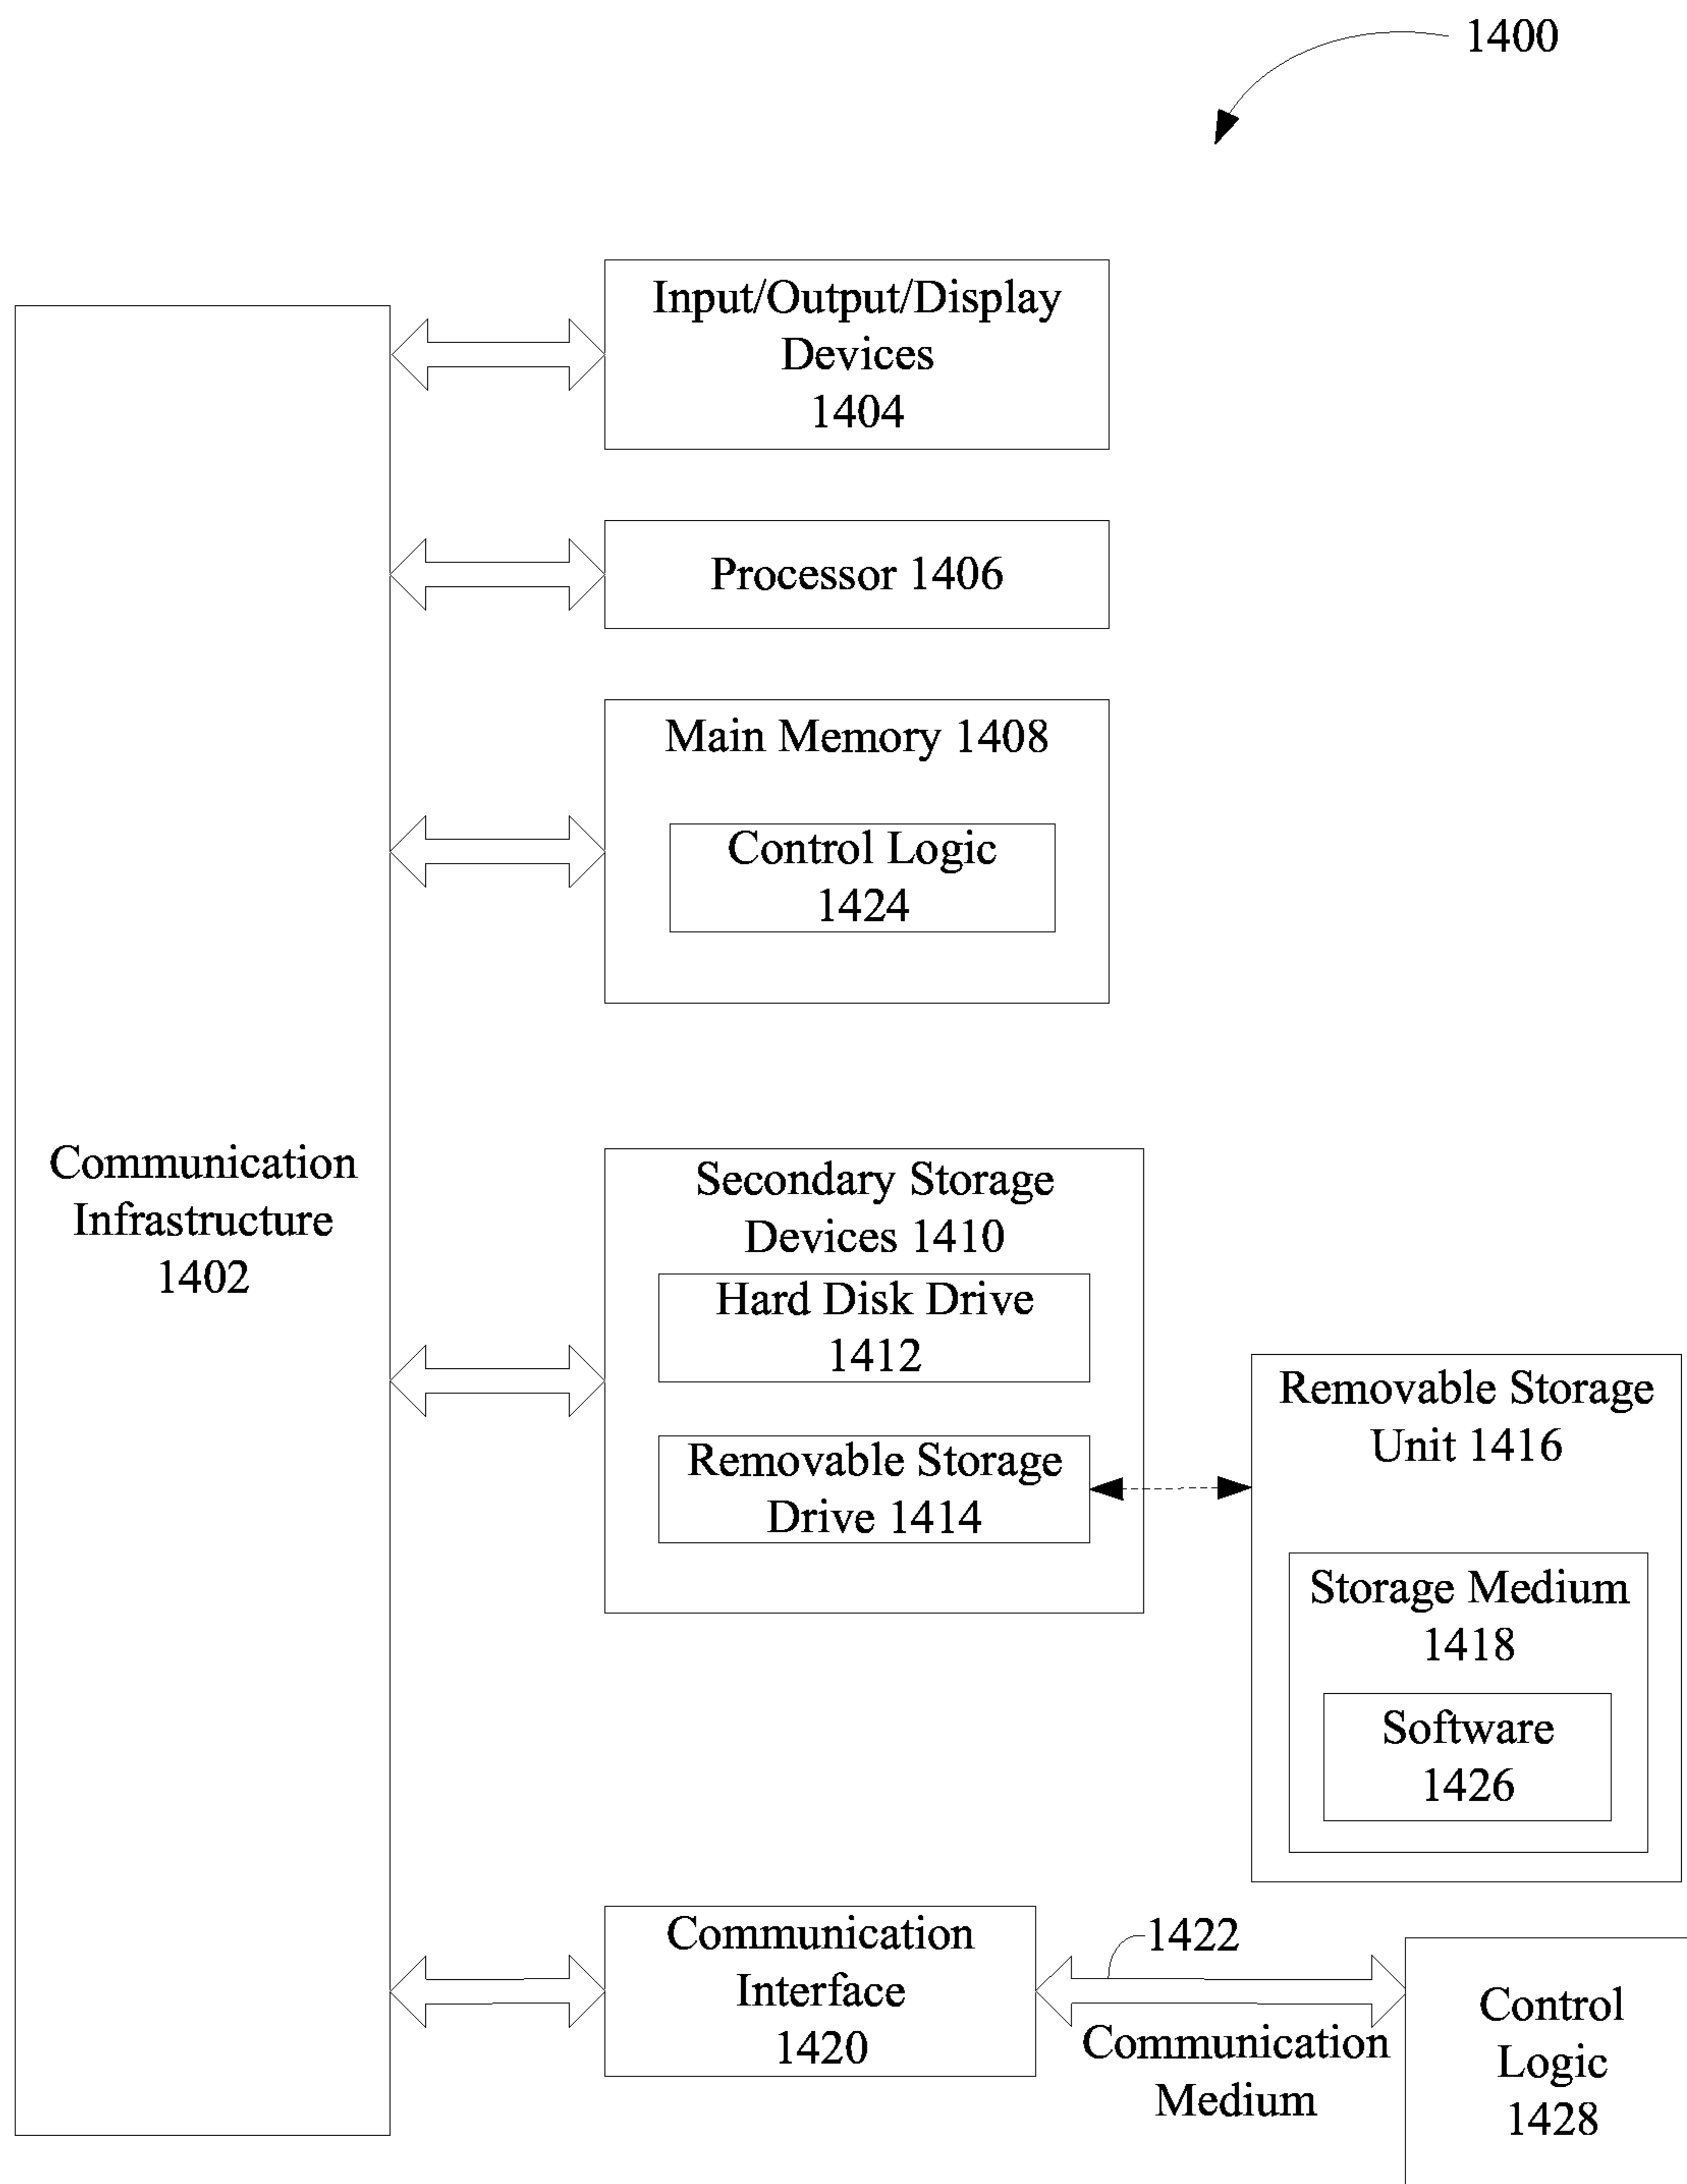 1400
Input/Output/Display
Devices
1404
Processor 1406
Main Memory 1408
Control Logic
1424
Communication
Infrastructure
1402
Secondary Storage
Devices 1410
Hard Disk Drive
1412
Removable Storage
Drive 1414
Removable Storage
Unit 1416
Storage Medium
1418
Software
1426
Communication
Interface
1420
1422
Communication
Medium
Control
Logic
1428